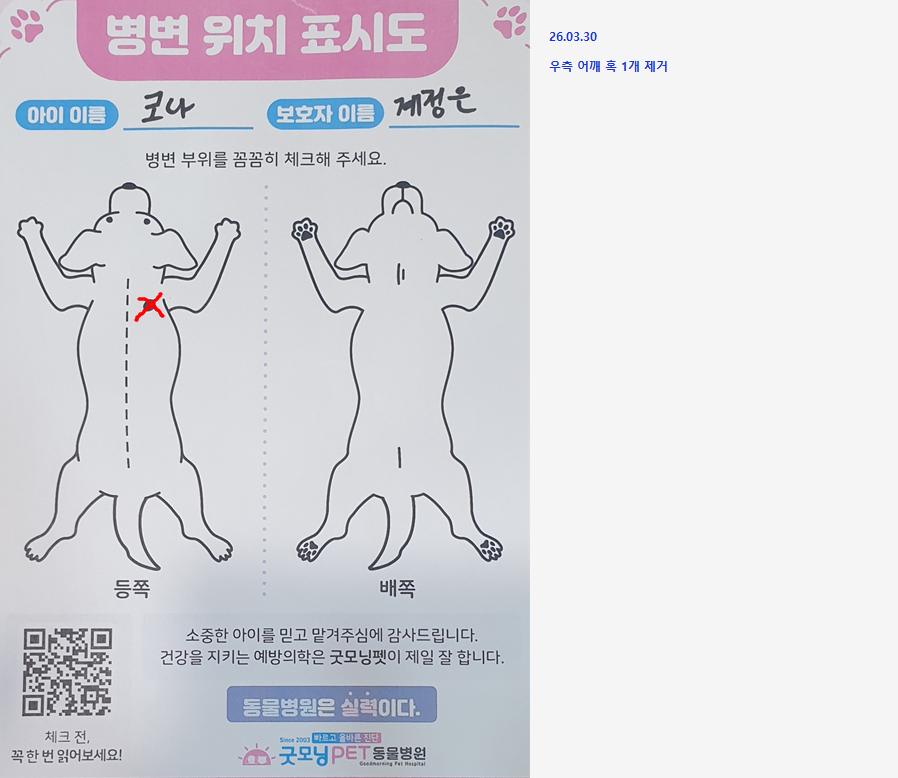 병변 위치 표시도
26.03.30
우측 어깨 혹 1개 제거
아이 이름 코나
보호자 이름 계정은
병변 부위를 꼼꼼히 체크해 주세요.
등쪽
배쪽
소중한 아이를 믿고 맡겨주심에 감사드립니다.
건강을 지키는 예방의학은 굿모닝펫이 제일 잘 합니다.
동물병원은 실력이다.
체크 전,
꼭 한 번 읽어보세요!
Since 2003 빠르고 올바른 진단
굿모닝PET동물병원
Goodmorning Pet Hospital